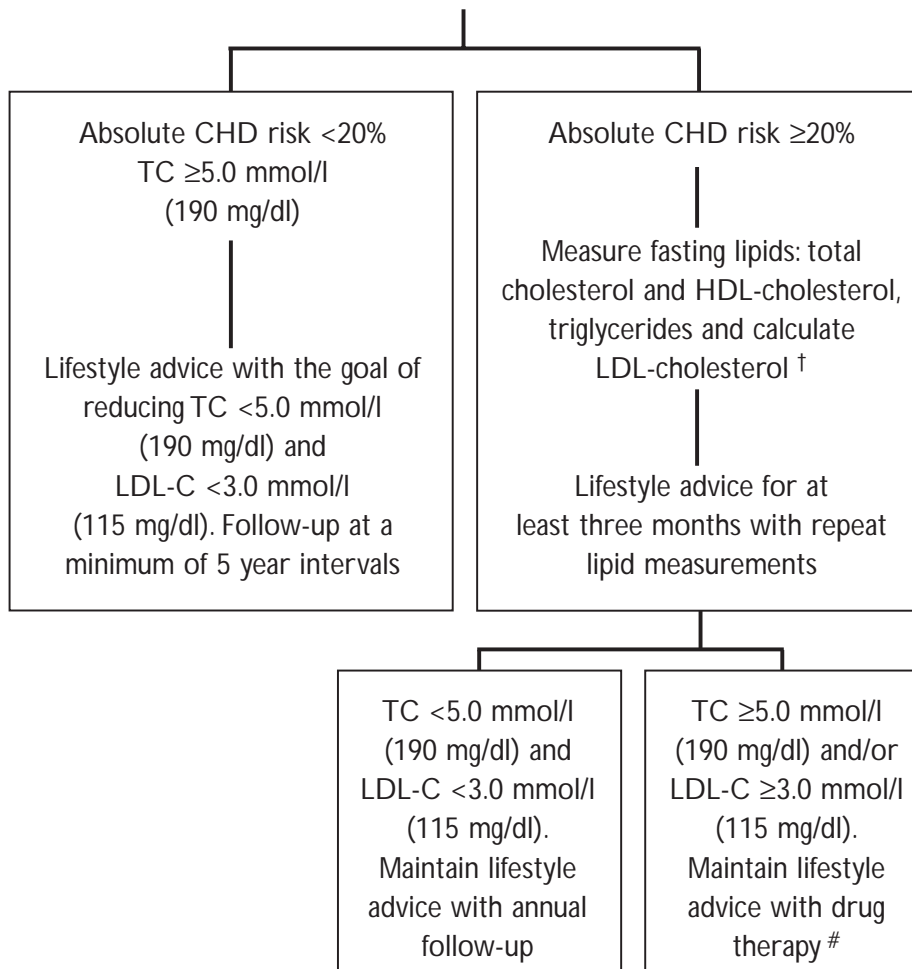 Absolute CHD risk <20%
TC ≥5.0 mmol/l
(190 mg/dl)
Lifestyle advice with the goal of
reducing TC <5.0 mmol/l
(190 mg/dl) and
LDL-C <3.0 mmol/l
(115 mg/dl). Follow-up at a
minimum of 5 year intervals
Absolute CHD risk ≥20%
Measure fasting lipids: total
cholesterol and HDL-cholesterol,
triglycerides and calculate
LDL-cholesterol †
Lifestyle advice for at
least three months with repeat
lipid measurements
TC <5.0 mmol/l
(190 mg/dl) and
LDL-C <3.0 mmol/l
(115 mg/dl).
Maintain lifestyle
advice with annual
follow-up
TC ≥5.0 mmol/l
(190 mg/dl) and/or
LDL-C ≥3.0 mmol/l
(115 mg/dl).
Maintain lifestyle
advice with drug
therapy #